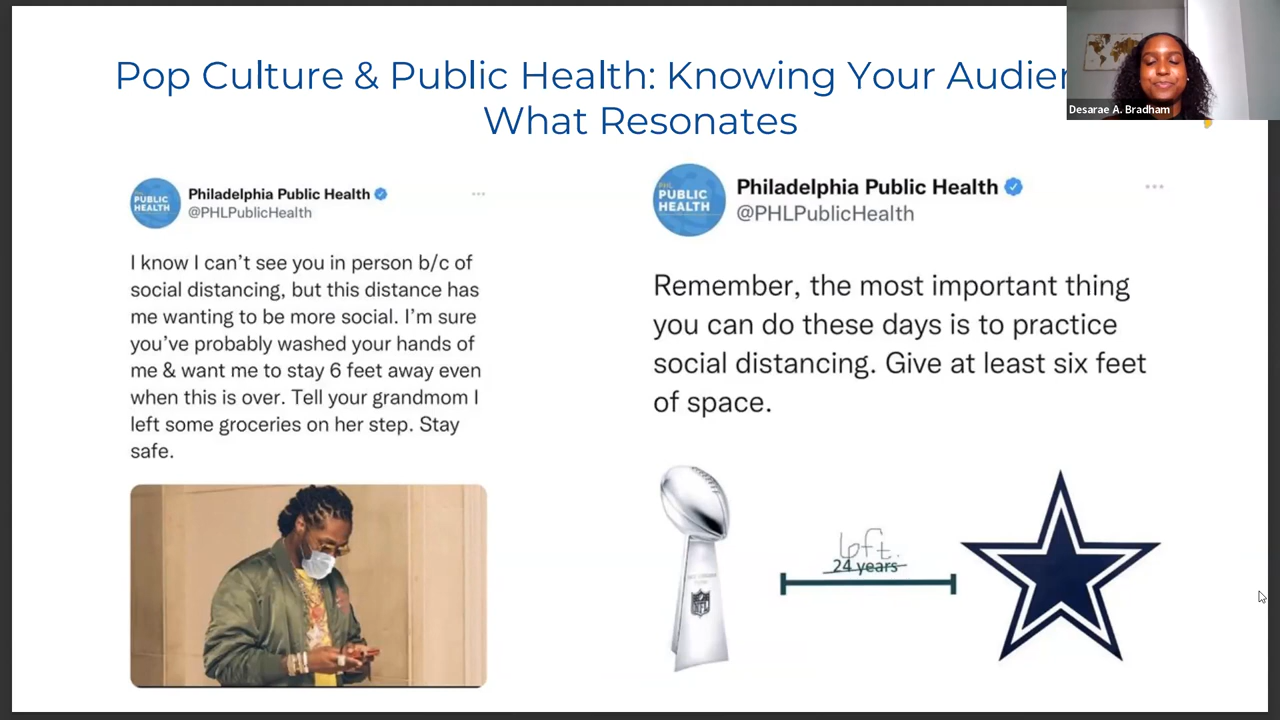 Pop Culture & Public Health: Knowing Your Audien
What Resonates
Desarae A. Bradham
PUBLIC
HEALTH
Philadelphia Public Health
@PHLPublicHealth
I know I can't see you in person b/c of
social distancing, but this distance has
me wanting to be more social. I'm sure
you've probably washed your hands of
me & want me to stay 6 feet away even
when this is over. Tell your grandmom I
left some groceries on her step. Stay
safe.
PHL
PUBLIC
HEALTH
Philadelphia Public Health
@PHLPublicHealth
Remember, the most important thing
you can do these days is to practice
social distancing. Give at least six feet
of space.
6ft.
24 years
NFL